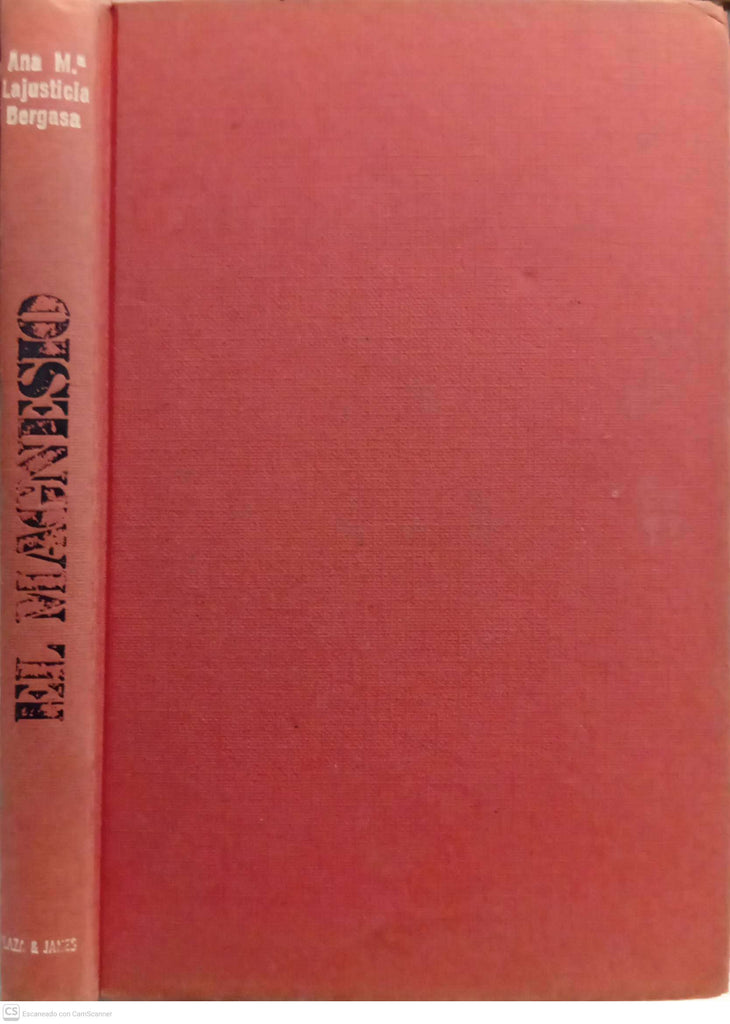 Ana M.ª
Lajusticia
Bergasa
EL MAGNESIO
PLAZA & JANES
CS Escaneado con CamScanner